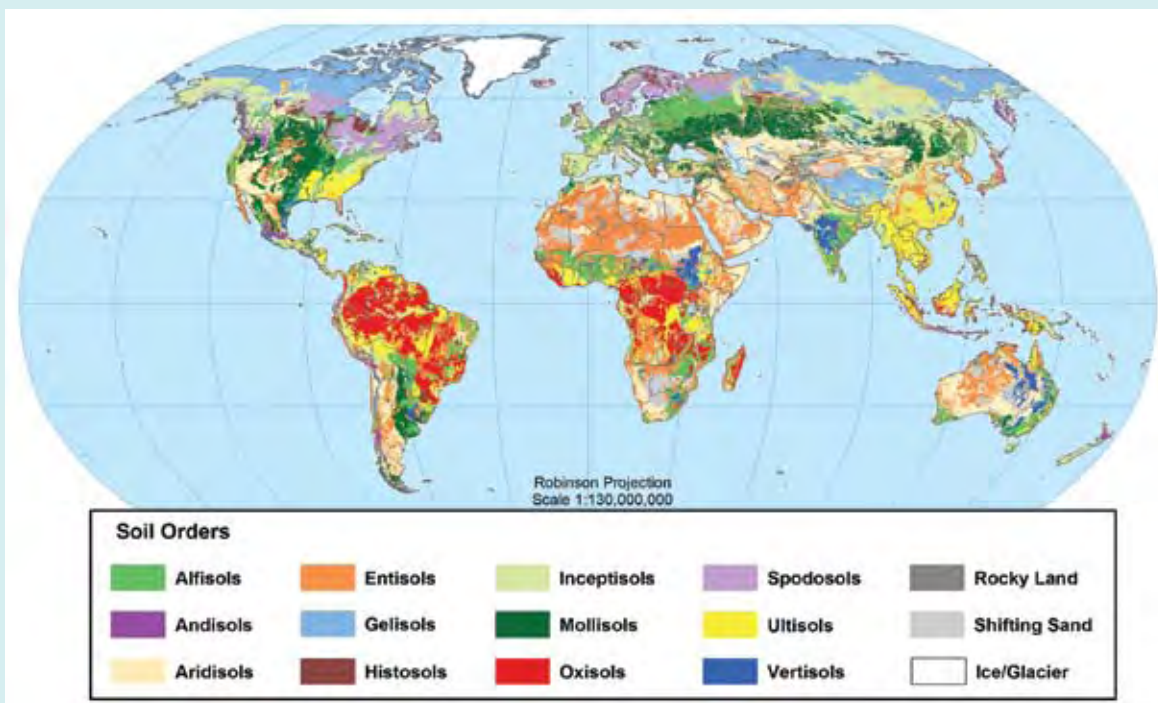 Robinson Projection
Scale 1:130,000,000
Soil Orders
Alfisols
Entisols
Inceptisols
Spodosols
Rocky Land
Andisols
Gelisols
Mollisols
Ultisols
Shifting Sand
Aridisols
Histosols
Oxisols
Vertisols
Ice/Glacier